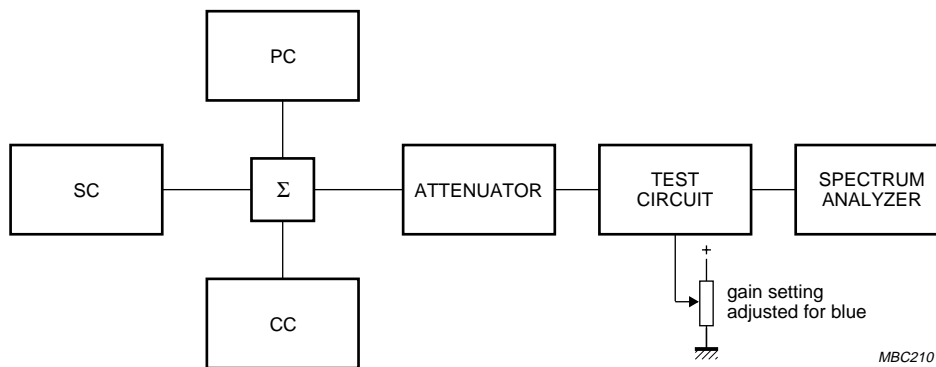 PC
SC
Σ
ATTENUATOR
TEST
CIRCUIT
SPECTRUM
ANALYZER
CC
+
gain setting
adjusted for blue
MBC210